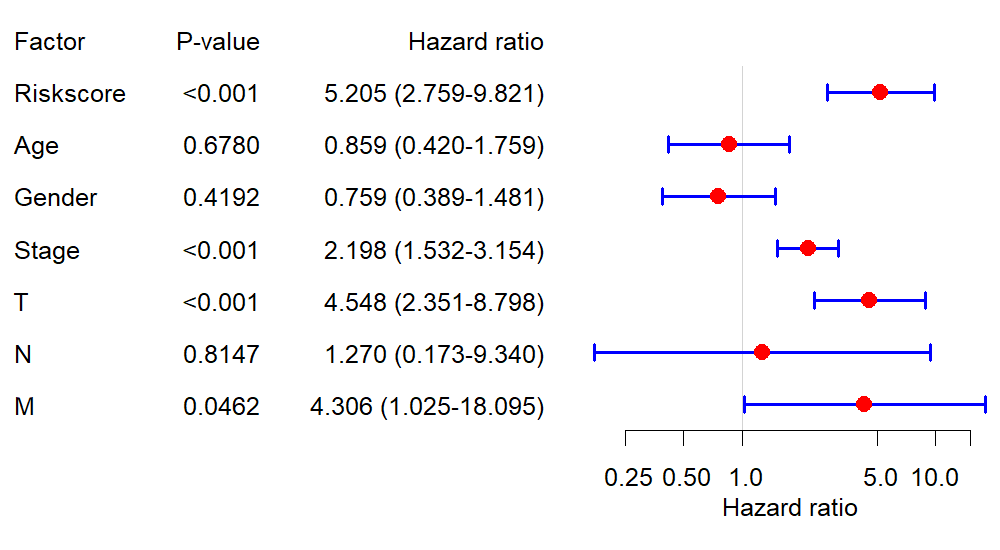 Factor P-value Hazard ratio
Riskscore <0.001 5.205 (2.759-9.821)
Age 0.6780 0.859 (0.420-1.759)
Gender 0.4192 0.759 (0.389-1.481)
Stage <0.001 2.198 (1.532-3.154)
T <0.001 4.548 (2.351-8.798)
N 0.8147 1.270 (0.173-9.340)
M 0.0462 4.306 (1.025-18.095)
0.25 0.50 1.0 5.0 10.0
Hazard ratio